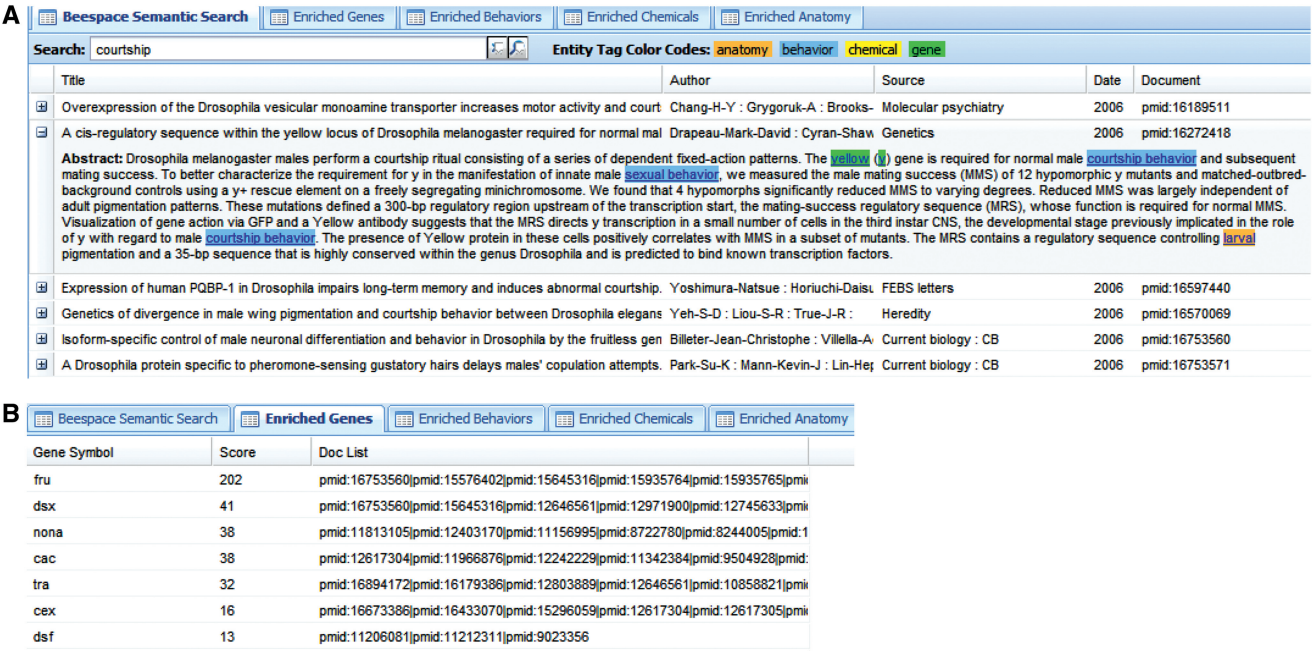 A
Beespace Semantic Search Enriched Genes Enriched Behaviors Enriched Chemicals Enriched Anatomy
Search: courtship Entity Tag Color Codes: anatomy behavior chemical gene
Title Author Source Date Document
Overexpression of the Drosophila vesicular monoamine transporter increases motor activity and court Chang-H-Y : Grygoruk-A : Brooks- Molecular psychiatry 2006 pmid:16189511
A cis-regulatory sequence within the yellow locus of Drosophila melanogaster required for normal mal Drapeau-Mark-David : Cyran-Shaw Genetics 2006 pmid:16272418
Abstract: Drosophila melanogaster males perform a courtship ritual consisting of a series of dependent fixed-action patterns. The yellow (y) gene is required for normal male courtship behavior and subsequent
mating success. To better characterize the requirement for y in the manifestation of innate male sexual behavior, we measured the male mating success (MMS) of 12 hypomorphic y mutants and matched-outbred-
background controls using a y+ rescue element on a freely segregating minichromosome. We found that 4 hypomorphs significantly reduced MMS to varying degrees. Reduced MMS was largely independent of
adult pigmentation patterns. These mutations defined a 300-bp regulatory region upstream of the transcription start, the mating-success regulatory sequence (MRS), whose function is required for normal MMS.
Visualization of gene action via GFP and a Yellow antibody suggests that the MRS directs y transcription in a small number of cells in the third instar CNS, the developmental stage previously implicated in the role
of y with regard to male courtship behavior. The presence of Yellow protein in these cells positively correlates with MMS in a subset of mutants. The MRS contains a regulatory sequence controlling larval
pigmentation and a 35-bp sequence that is highly conserved within the genus Drosophila and is predicted to bind known transcription factors.
Expression of human PQBP-1 in Drosophila impairs long-term memory and induces abnormal courtship. Yoshimura-Natsue : Horiuchi-Daisu FEBS letters 2006 pmid:16597440
Genetics of divergence in male wing pigmentation and courtship behavior between Drosophila elegans Yeh-S-D : Liou-S-R : True-J-R : Heredity 2006 pmid:16570069
Isoform-specific control of male neuronal differentiation and behavior in Drosophila by the fruitless gen Billeter-Jean-Christophe : Villella-A Current biology : CB 2006 pmid:16753560
A Drosophila protein specific to pheromone-sensing gustatory hairs delays males' copulation attempts. Park-Su-K : Mann-Kevin-J : Lin-Hep Current biology : CB 2006 pmid:16753571
B
Beespace Semantic Search Enriched Genes Enriched Behaviors Enriched Chemicals Enriched Anatomy
Gene Symbol Score Doc List
fru 202 pmid:16753560|pmid:15576402|pmid:15645316|pmid:15935764|pmid:15935765|pmi
dsx 41 pmid:16753560|pmid:15645316|pmid:12646561|pmid:12971900|pmid:12745633|pmi
nona 38 pmid:11813105|pmid:12403170|pmid:11156995|pmid:8722780|pmid:8244005|pmid:1
cac 38 pmid:12617304|pmid:11966876|pmid:12242229|pmid:11342384|pmid:9504928|pmid:
tra 32 pmid:16894172|pmid:16179386|pmid:12803889|pmid:12646561|pmid:10858821|pmi
cex 16 pmid:16673386|pmid:16433070|pmid:15296059|pmid:12617304|pmid:12617305|pmi
dsf 13 pmid:11206081|pmid:11212311|pmid:9023356